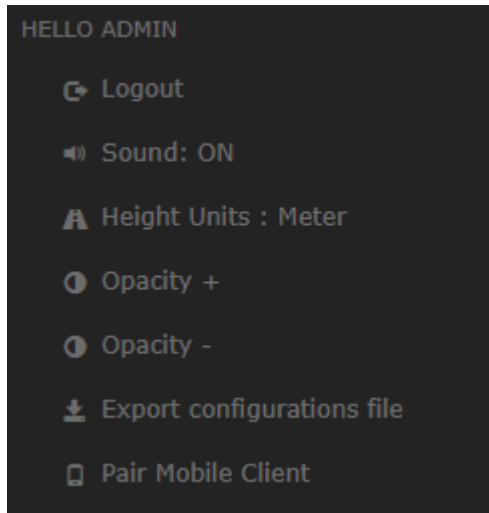 HELLO ADMIN
Logout
Sound: ON
Height Units : Meter
Opacity +
Opacity -
Export configurations file
Pair Mobile Client